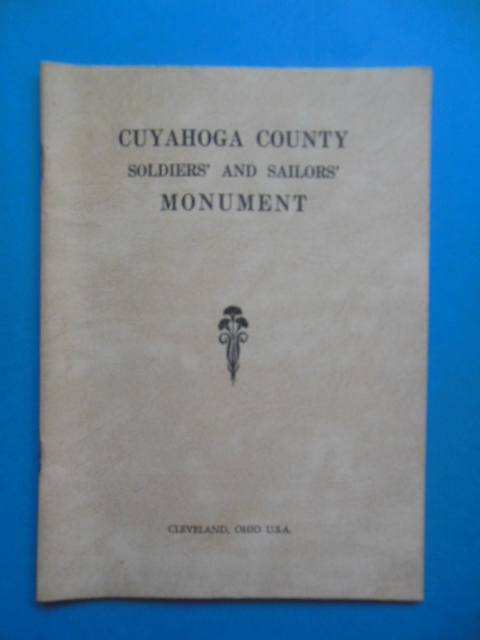 CUYAHOGA COUNTY
SOLDIERS' AND SAILORS'
MONUMENT
CLEVELAND, OHIO U.S.A.